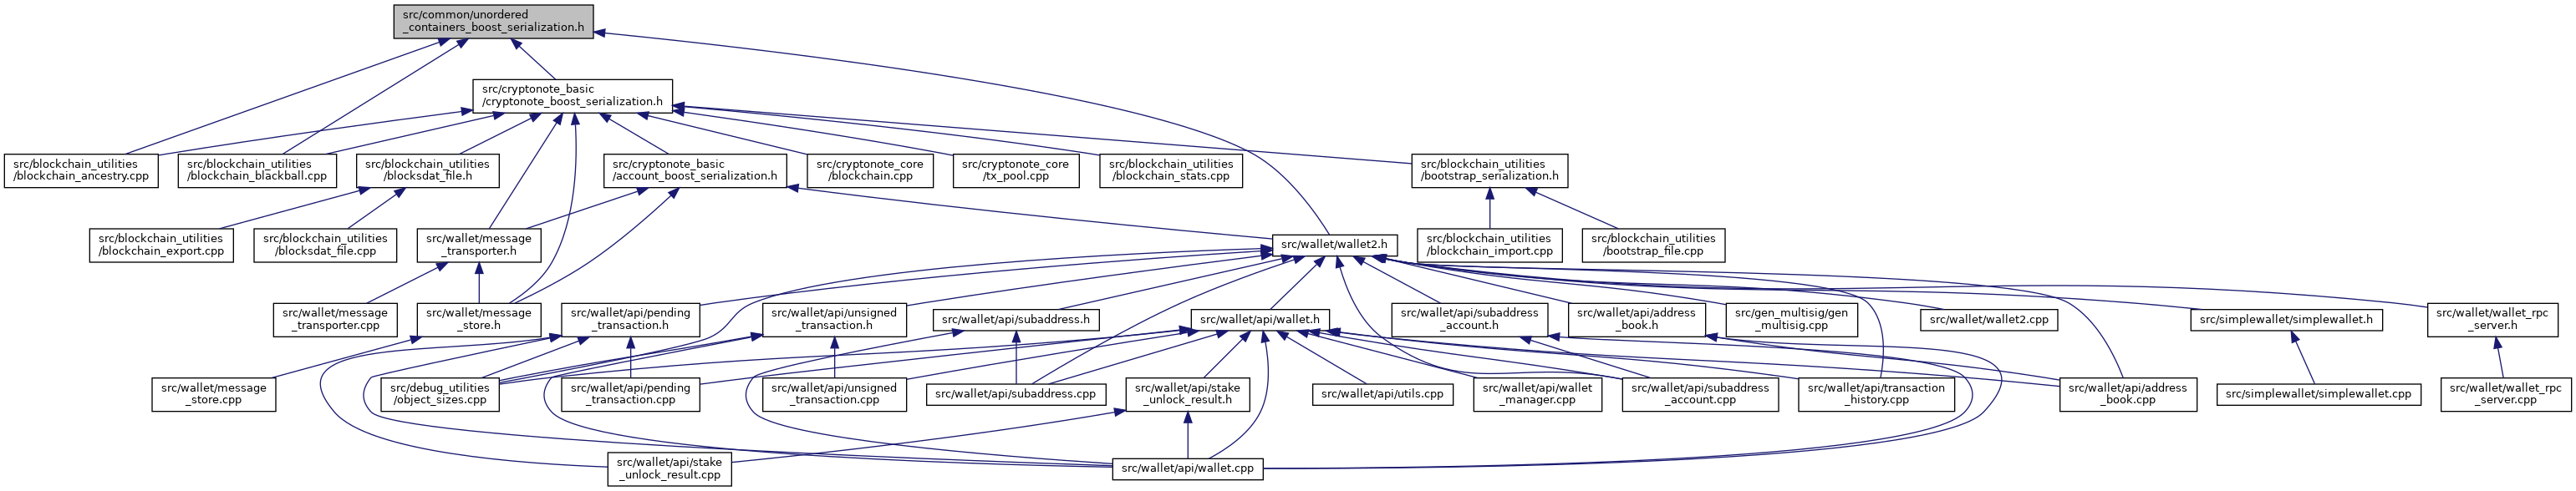 src/common/unordered
_containers_boost_serialization.h
src/cryptonote_basic
/cryptonote_boost_serialization.h
src/blockchain_utilities
/blockchain_ancestry.cpp
src/blockchain_utilities
/blockchain_blackball.cpp
src/blockchain_utilities
/blocksdat_file.h
src/cryptonote_basic
/account_boost_serialization.h
src/cryptonote_core
/blockchain.cpp
src/cryptonote_core
/tx_pool.cpp
src/blockchain_utilities
/blockchain_stats.cpp
src/blockchain_utilities
/bootstrap_serialization.h
src/blockchain_utilities
/blockchain_export.cpp
src/blockchain_utilities
/blocksdat_file.cpp
src/wallet/message
_transporter.h
src/wallet/wallet2.h
src/blockchain_utilities
/blockchain_import.cpp
src/blockchain_utilities
/bootstrap_file.cpp
src/wallet/message
_transporter.cpp
src/wallet/message
_store.h
src/wallet/api/pending
_transaction.h
src/wallet/api/unsigned
_transaction.h
src/wallet/api/subaddress.h
src/wallet/api/wallet.h
src/wallet/api/subaddress
_account.h
src/wallet/api/address
_book.h
src/gen_multisig/gen
_multisig.cpp
src/wallet/wallet2.cpp
src/simplewallet/simplewallet.h
src/wallet/wallet_rpc
_server.h
src/wallet/message
_store.cpp
src/debug_utilities
/object_sizes.cpp
src/wallet/api/pending
_transaction.cpp
src/wallet/api/unsigned
_transaction.cpp
src/wallet/api/subaddress.cpp
src/wallet/api/stake
_unlock_result.h
src/wallet/api/utils.cpp
src/wallet/api/wallet
_manager.cpp
src/wallet/api/subaddress
_account.cpp
src/wallet/api/transaction
_history.cpp
src/wallet/api/address
_book.cpp
src/simplewallet/simplewallet.cpp
src/wallet/wallet_rpc
_server.cpp
src/wallet/api/stake
_unlock_result.cpp
src/wallet/api/wallet.cpp